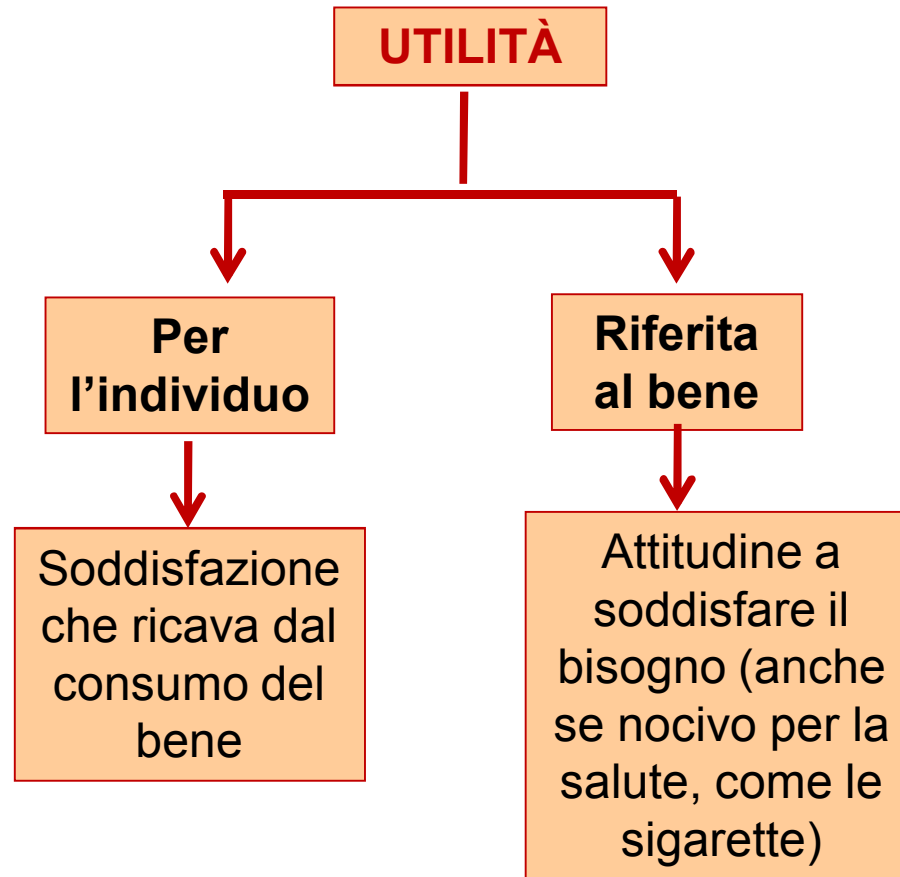 UTILITÀ
Per
l’individuo
Riferita
al bene
Soddisfazione
che ricava dal
consumo del
bene
Attitudine a
soddisfare il
bisogno (anche
se nocivo per la
salute, come le
sigarette)